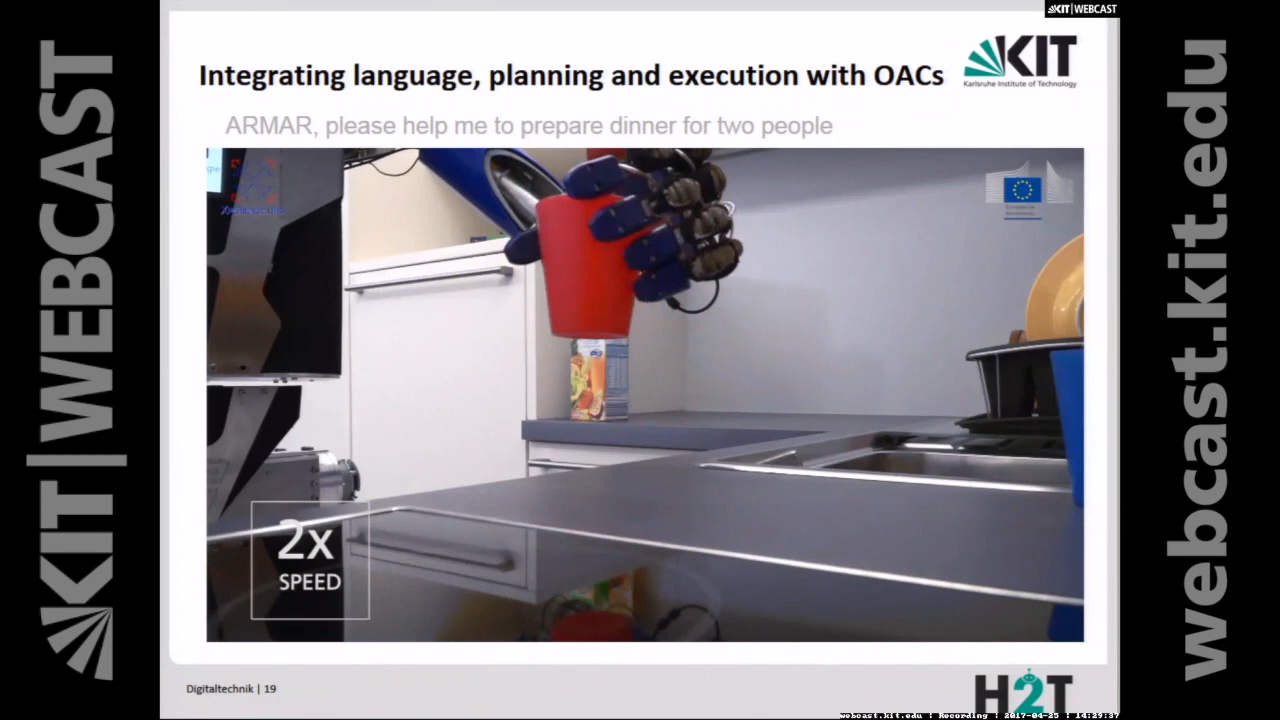 KIT | WEBCAST
KIT | WEBCAST
Integrating language, planning and execution with OACs
KIT
Karlsruhe Institute of Technology
ARMAR, please help me to prepare dinner for two people
2x
SPEED
Digitaltechnik | 19
H2T
webcast.kit.edu : Recording : 2017-04-25 : 14:29:37
webcast.kit.edu